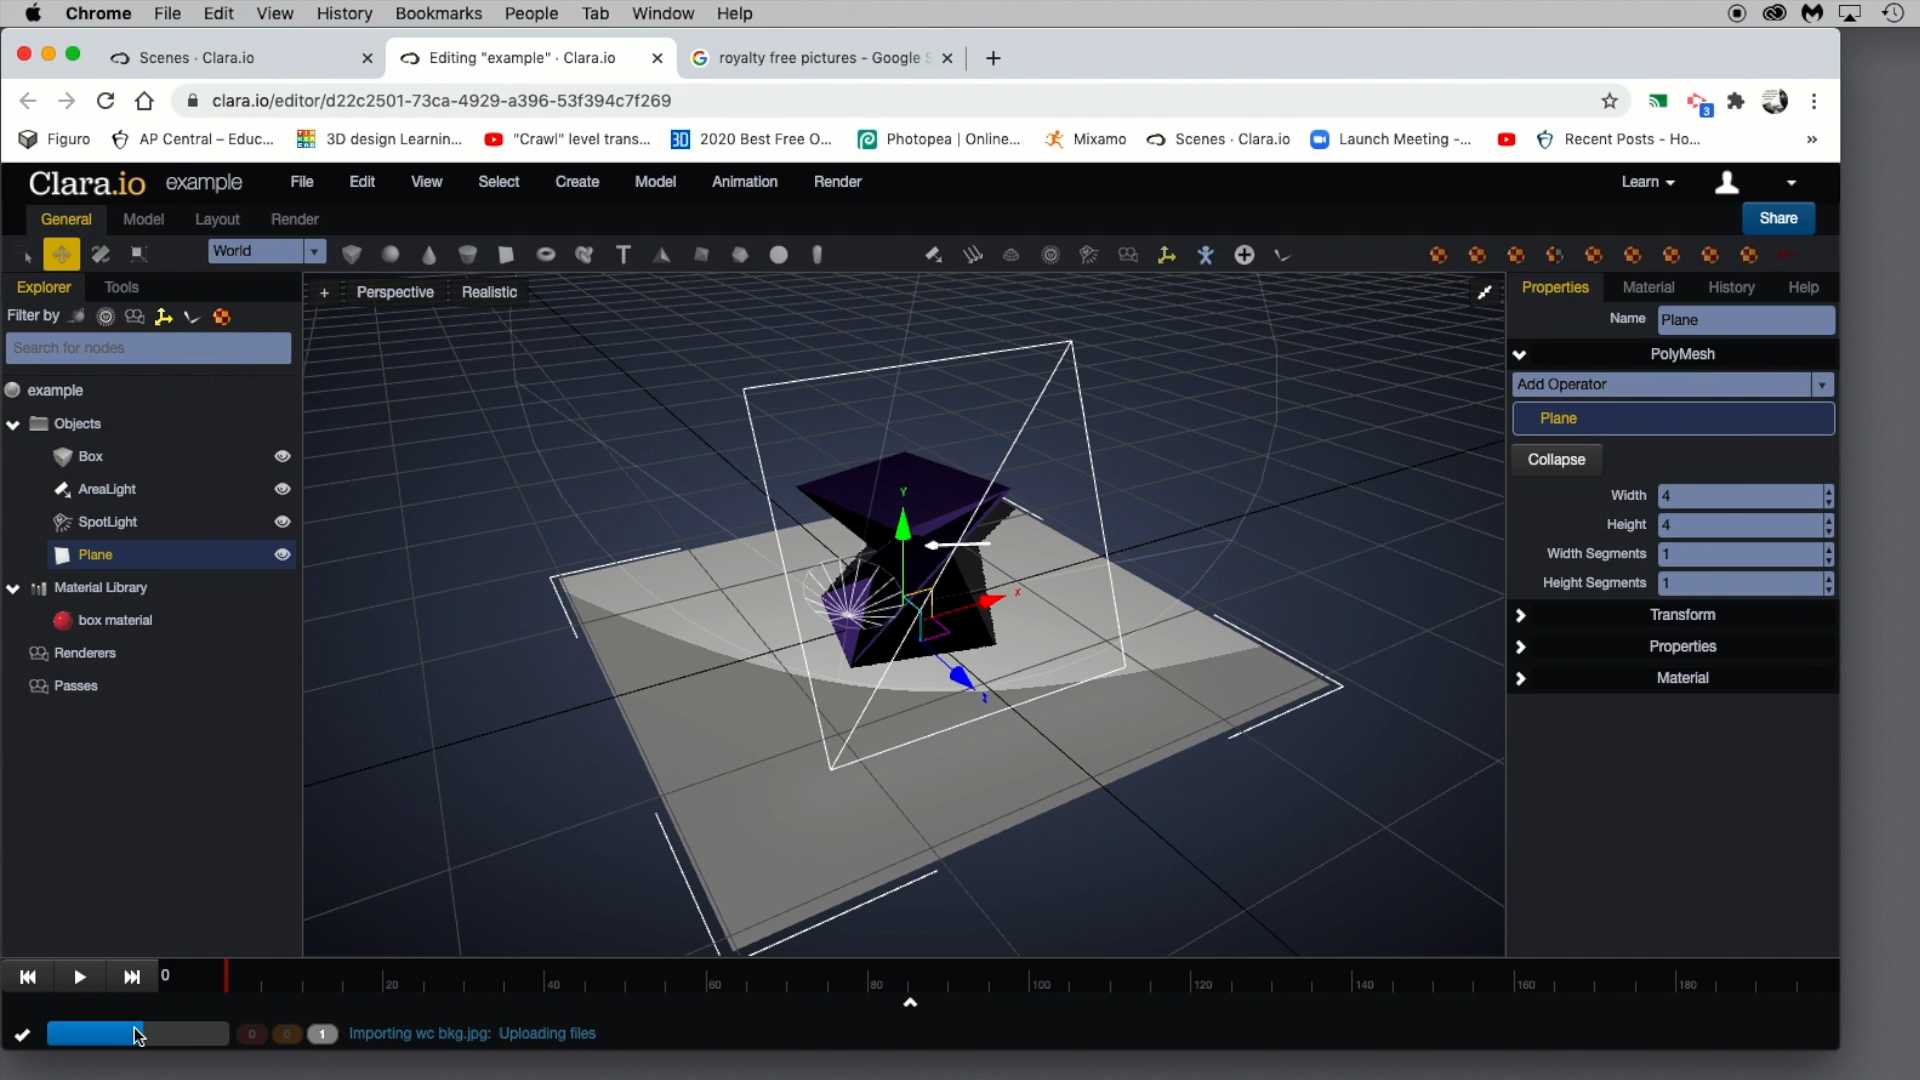 Chrome File Edit View History Bookmarks People Tab Window Help
Scenes · Clara.io
Editing "example" · Clara.io
royalty free pictures - Google S
clara.io/editor/d22c2501-73ca-4929-a396-53f394c7f269
3
Figuro AP Central – Educ... 3D design Learnin... "Crawl" level trans... 2020 Best Free O... Photopea | Online... Mixamo Scenes · Clara.io Launch Meeting -... Recent Posts - Ho... »
Clara.io example File Edit View Select Create Model Animation Render Learn
General Model Layout Render Share
World
Explorer Tools
Perspective Realistic
Properties Material History Help
Filter by
Name Plane
Search for nodes
PolyMesh
example
Add Operator
Objects
Plane
Box
Collapse
AreaLight
Width 4
SpotLight
Height 4
Plane
Width Segments 1
Material Library
Height Segments 1
box material
Transform
Renderers
Properties
Passes
Material
Y
X
Z
0 20 40 60 80 100 120 140 160 180
0 0 1 Importing wc bkg.jpg: Uploading files